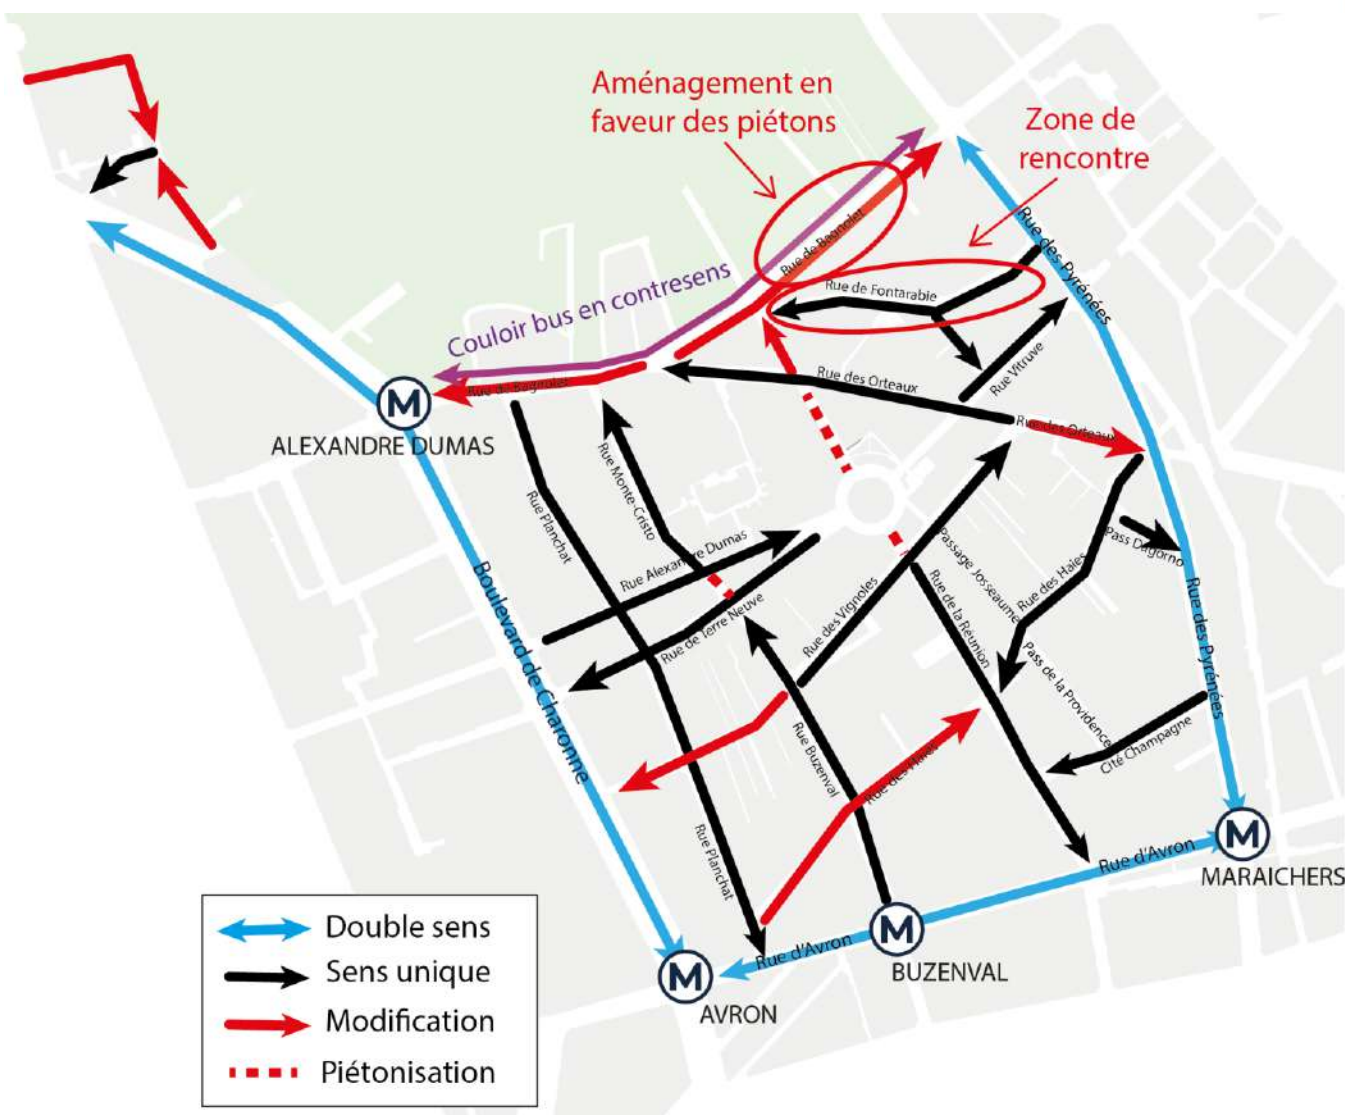 Aménagement en
faveur des piétons
Zone de
rencontre
Rue de Bagnolet
Rue des Pyrénées
Couloir bus en contresens
Rue de Fontarabie
Rue Vitruve
Rue de Bagnolet
Rue des Orteaux
Rue des Orteaux
M
ALEXANDRE DUMAS
Rue Monte-Cristo
Rue Planchat
Rue Alexandre Dumas
Passage Josseaume
Pass Dagorno
Rue des Haies
Boulevard de Charonne
Rue de Terre Neuve
Rue des Vignoles
Rue de la Réunion
Rue des Pyrénées
Pass de la Providence
Rue Buzenval
Rue des Haies
Cité Champagne
Rue Planchat
Rue d'Avron
M
MARAICHERS
Rue d'Avron
M
BUZENVAL
M
AVRON
Double sens
Sens unique
Modification
Piétonisation